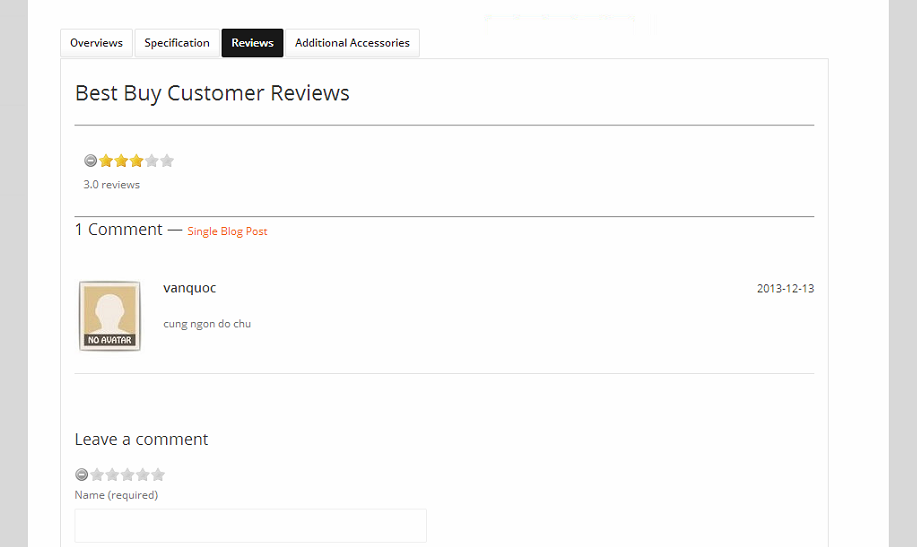 Overviews Specification Reviews Additional Accessories
Best Buy Customer Reviews
3.0 reviews
1 Comment — Single Blog Post
vanquoc 2013-12-13
cung ngon do chu
NO AVATAR
Leave a comment
Name (required)